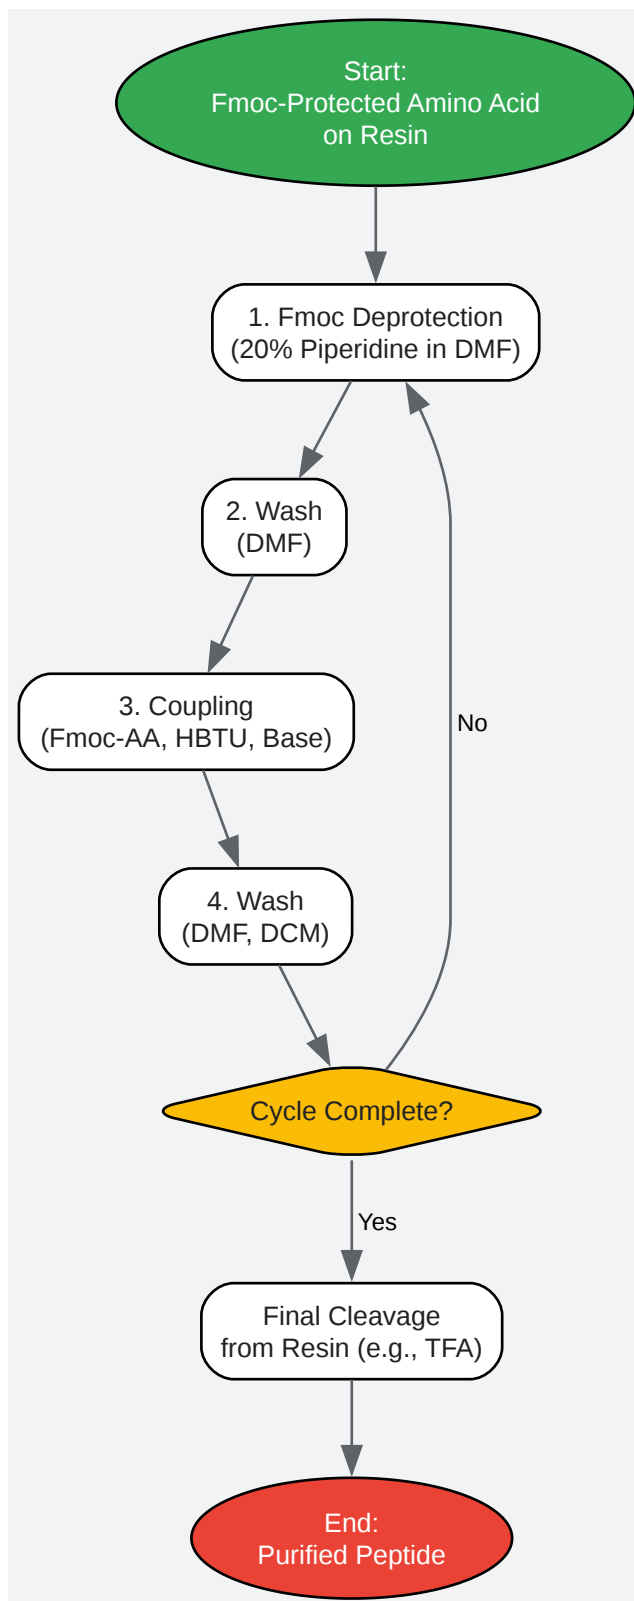 Start:
Fmoc-Protected Amino Acid
on Resin
1. Fmoc Deprotection
(20% Piperidine in DMF)
2. Wash
(DMF)
3. Coupling
(Fmoc-AA, HBTU, Base)
No
4. Wash
(DMF, DCM)
Cycle Complete?
Yes
Final Cleavage
from Resin (e.g., TFA)
End:
Purified Peptide